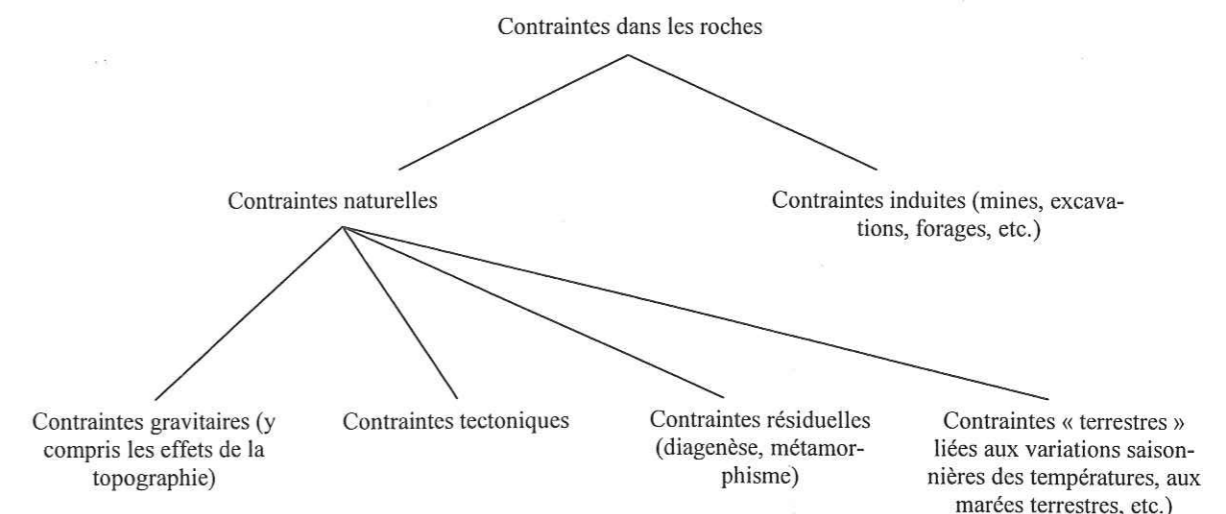 Contraintes dans les roches
Contraintes naturelles
Contraintes induites (mines, excava-
tions, forages, etc.)
Contraintes gravitaires (y
compris les effets de la
topographie)
Contraintes tectoniques
Contraintes résiduelles
(diagenèse, métamor-
phisme)
Contraintes « terrestres »
liées aux variations saison-
nières des températures, aux
marées terrestres, etc.)